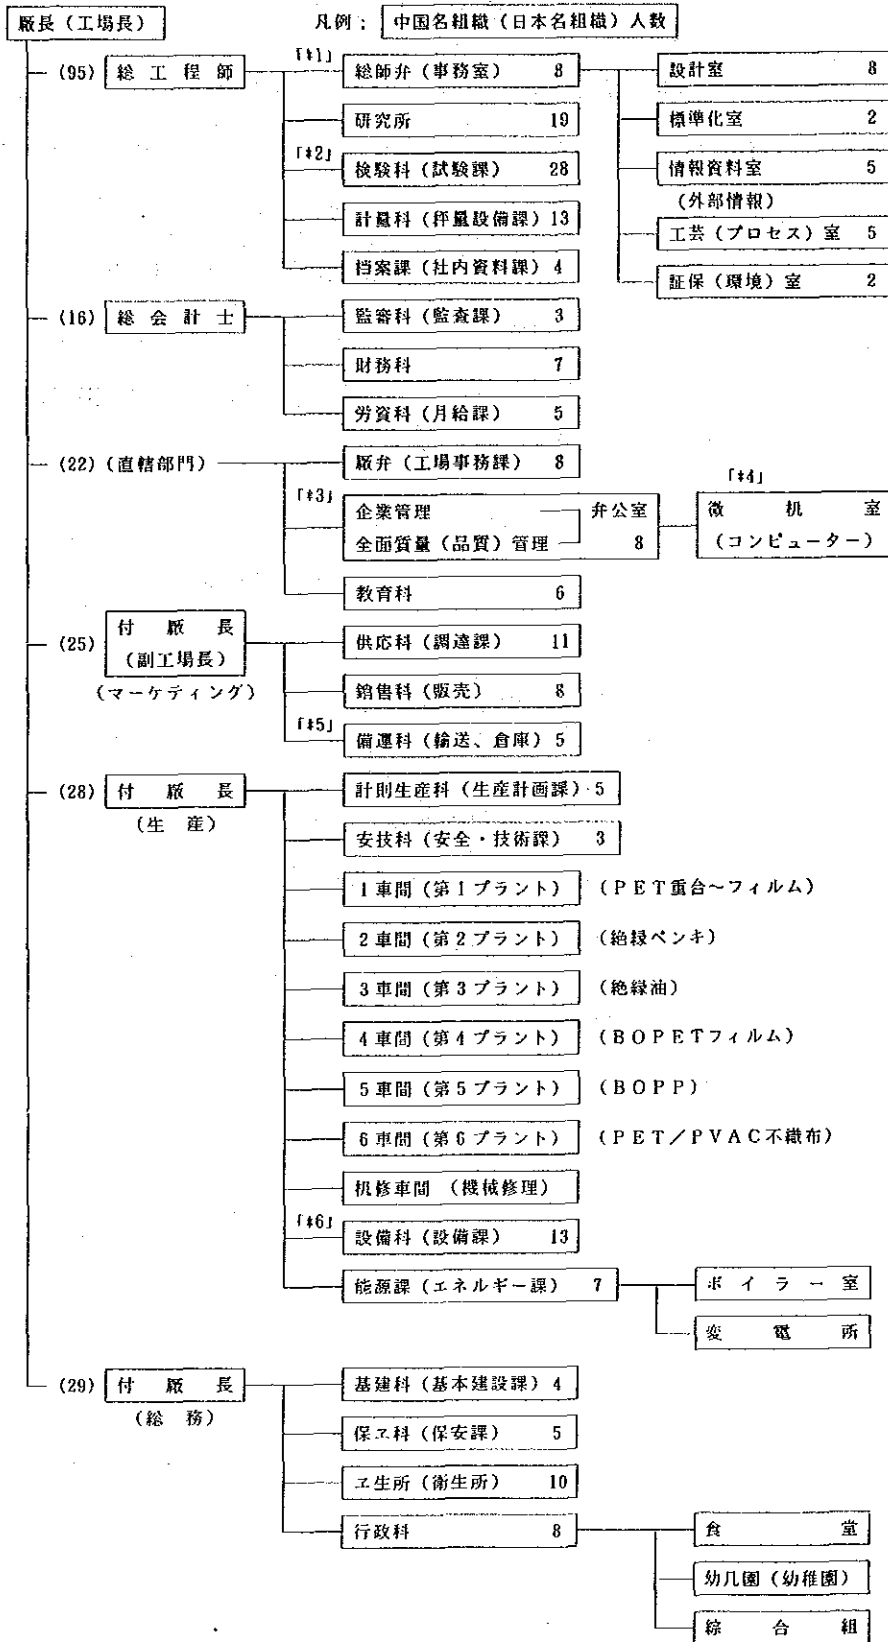 厰長(工場長)
凡例; 中国名組織(日本名組織)人数
(95) 総工程師 「*1」 総師弁(事務室) 8 設計室 8
研究所 19 標準化室 2
「*2」 検験科(試験課) 28 情報資料室 5
(外部情報)
計量科(秤量設備課) 13 工芸(プロセス)室 5
档案課(社内資料課) 4 証保(環境)室 2
(16) 総会計士 監審科(監査課) 3
財務科 7
労資科(月給課) 5
(22) (直轄部門) 厰弁(工場事務課) 8
「*3」 企業管理 弁公室 「*4」 微机室
全面質量(品質)管理 8 (コンピューター)
教育科 6
(25) 付厰長 供応科(調達課) 11
(副工場長)
(マーケティング) 銷售科(販売) 8
「*5」 備運科(輸送、倉庫) 5
(28) 付厰長 計則生産科(生産計画課) 5
(生産) 安技科(安全・技術課) 3
1車間(第1プラント) (PET重合~フィルム)
2車間(第2プラント) (絶縁ペンキ)
3車間(第3プラント) (絶縁油)
4車間(第4プラント) (BOPETフィルム)
5車間(第5プラント) (BOPP)
6車間(第6プラント) (PET/PVAC不織布)
机修車間 (機械修理)
「*6」 設備科(設備課) 13
能源課(エネルギー課) 7 ボイラー室
変電所
(29) 付厰長 基建科(基本建設課) 4
(総務) 保ヱ科(保安課) 5
ヱ生所(衛生所) 10
行政科 8 食堂
幼几園(幼稚園)
綜合組